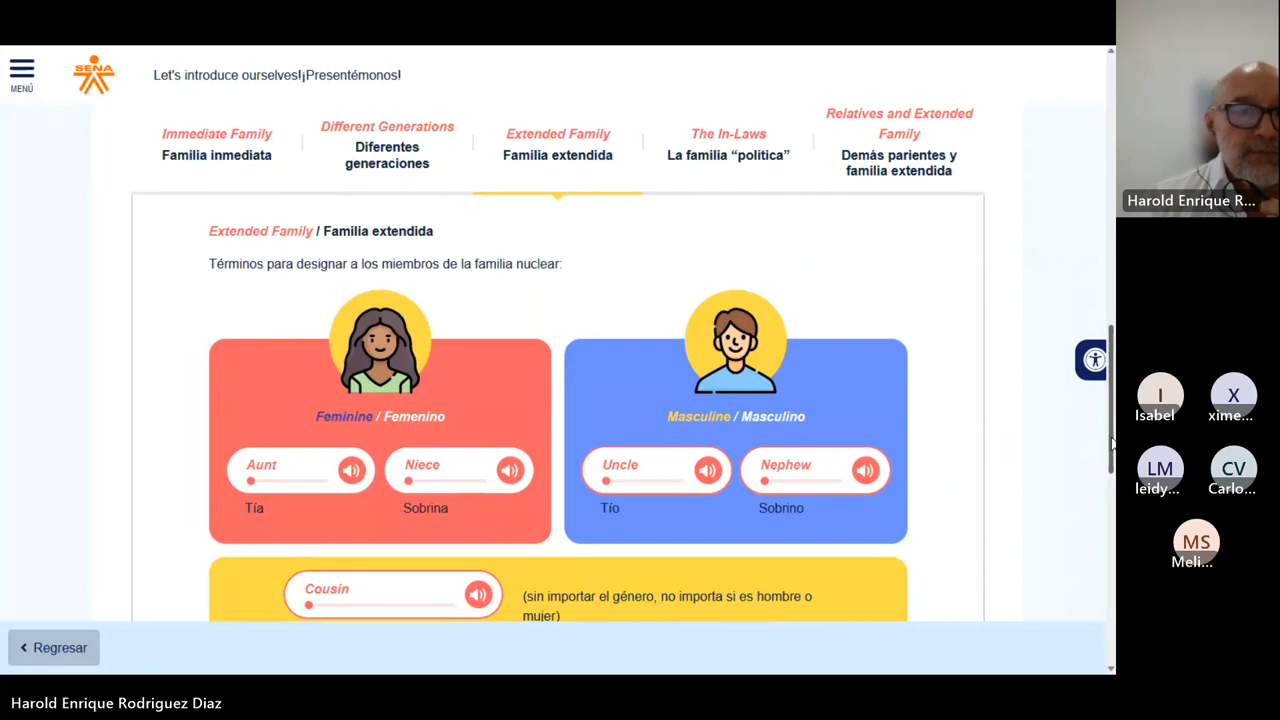 MENÚ
SENA
Let's introduce ourselves!¡Presentémonos!
Immediate Family
Familia inmediata
Different Generations
Diferentes
generaciones
Extended Family
Familia extendida
The In-Laws
La familia “política”
Relatives and Extended
Family
Demás parientes y
familia extendida
Extended Family / Familia extendida
Términos para designar a los miembros de la familia nuclear:
Feminine / Femenino
Aunt
Tía
Niece
Sobrina
Masculine / Masculino
Uncle
Tío
Nephew
Sobrino
Cousin
(sin importar el género, no importa si es hombre o
mujer)
Regresar
Harold Enrique R...
I
Isabel
X
xime...
LM
leidy...
CV
Carlo...
MS
Meli...
Harold Enrique Rodriguez Diaz